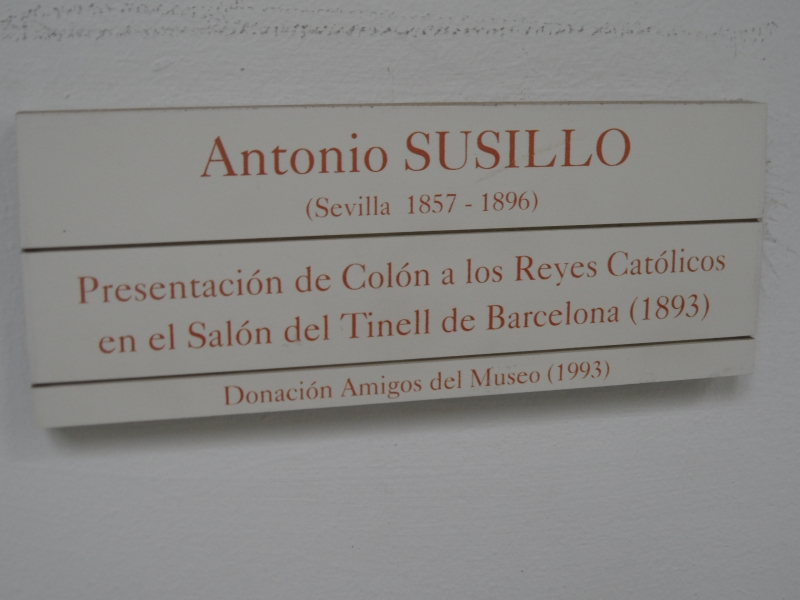 Antonio SUSILLO
(Sevilla 1857 - 1896)
Presentación de Colón a los Reyes Católicos
en el Salón del Tinell de Barcelona (1893)
Donación Amigos del Museo (1993)